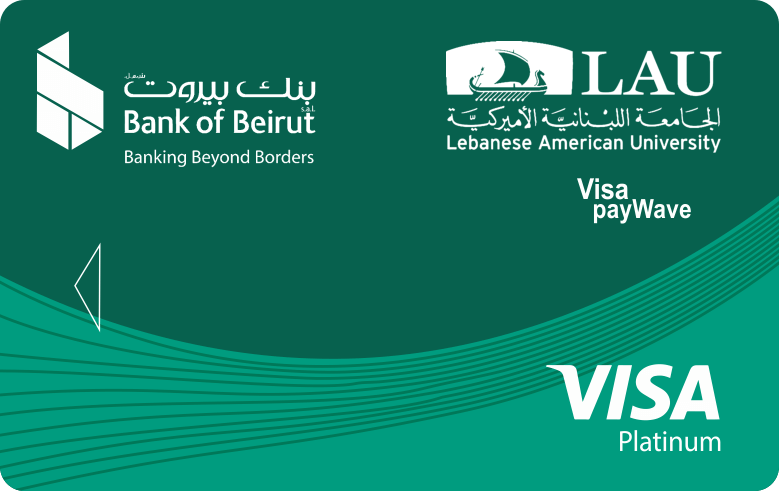 ش.م.ل.
بنك بيروت
s.a.l.
Bank of Beirut
Banking Beyond Borders
LAU
الجامعة اللبنانيّة الأميركيّة
Lebanese American University
Visa
payWave
VISA
Platinum